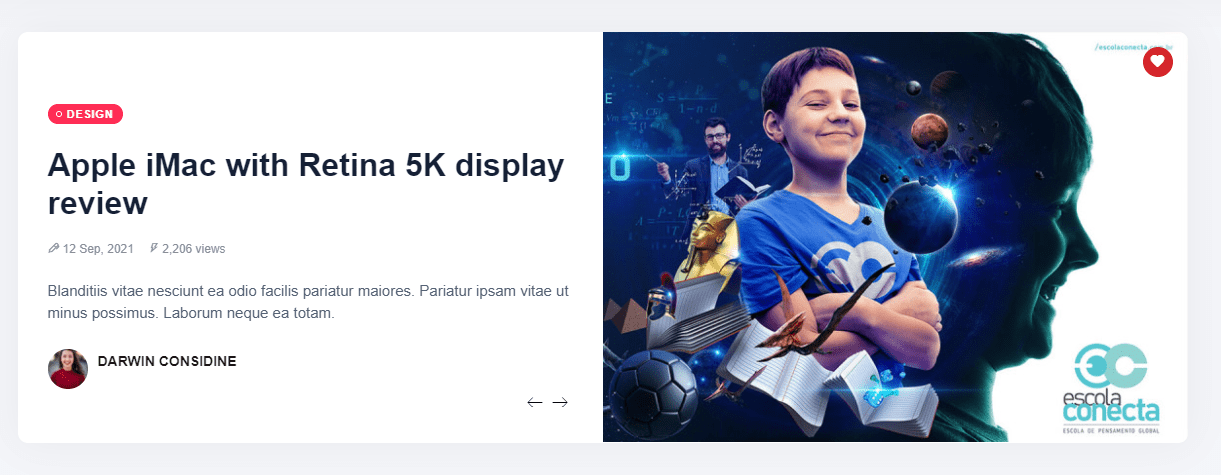 DESIGN
Apple iMac with Retina 5K display
review
12 Sep, 2021 2,206 views
Blanditiis vitae nesciunt ea odio facilis pariatur maiores. Pariatur ipsam vitae ut
minus possimus. Laborum neque ea totam.
DARWIN CONSIDINE
/escolaconecta
escola
conecta
ESCOLA DE PENSAMENTO GLOBAL